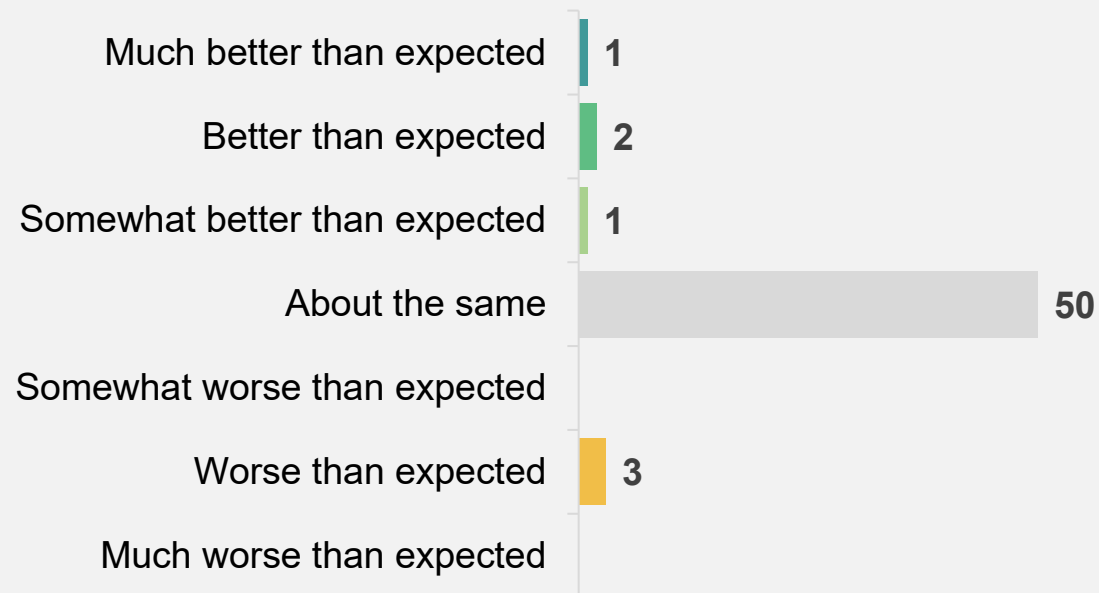 Much better than expected 1
Better than expected 2
Somewhat better than expected 1
About the same 50
Somewhat worse than expected
Worse than expected 3
Much worse than expected